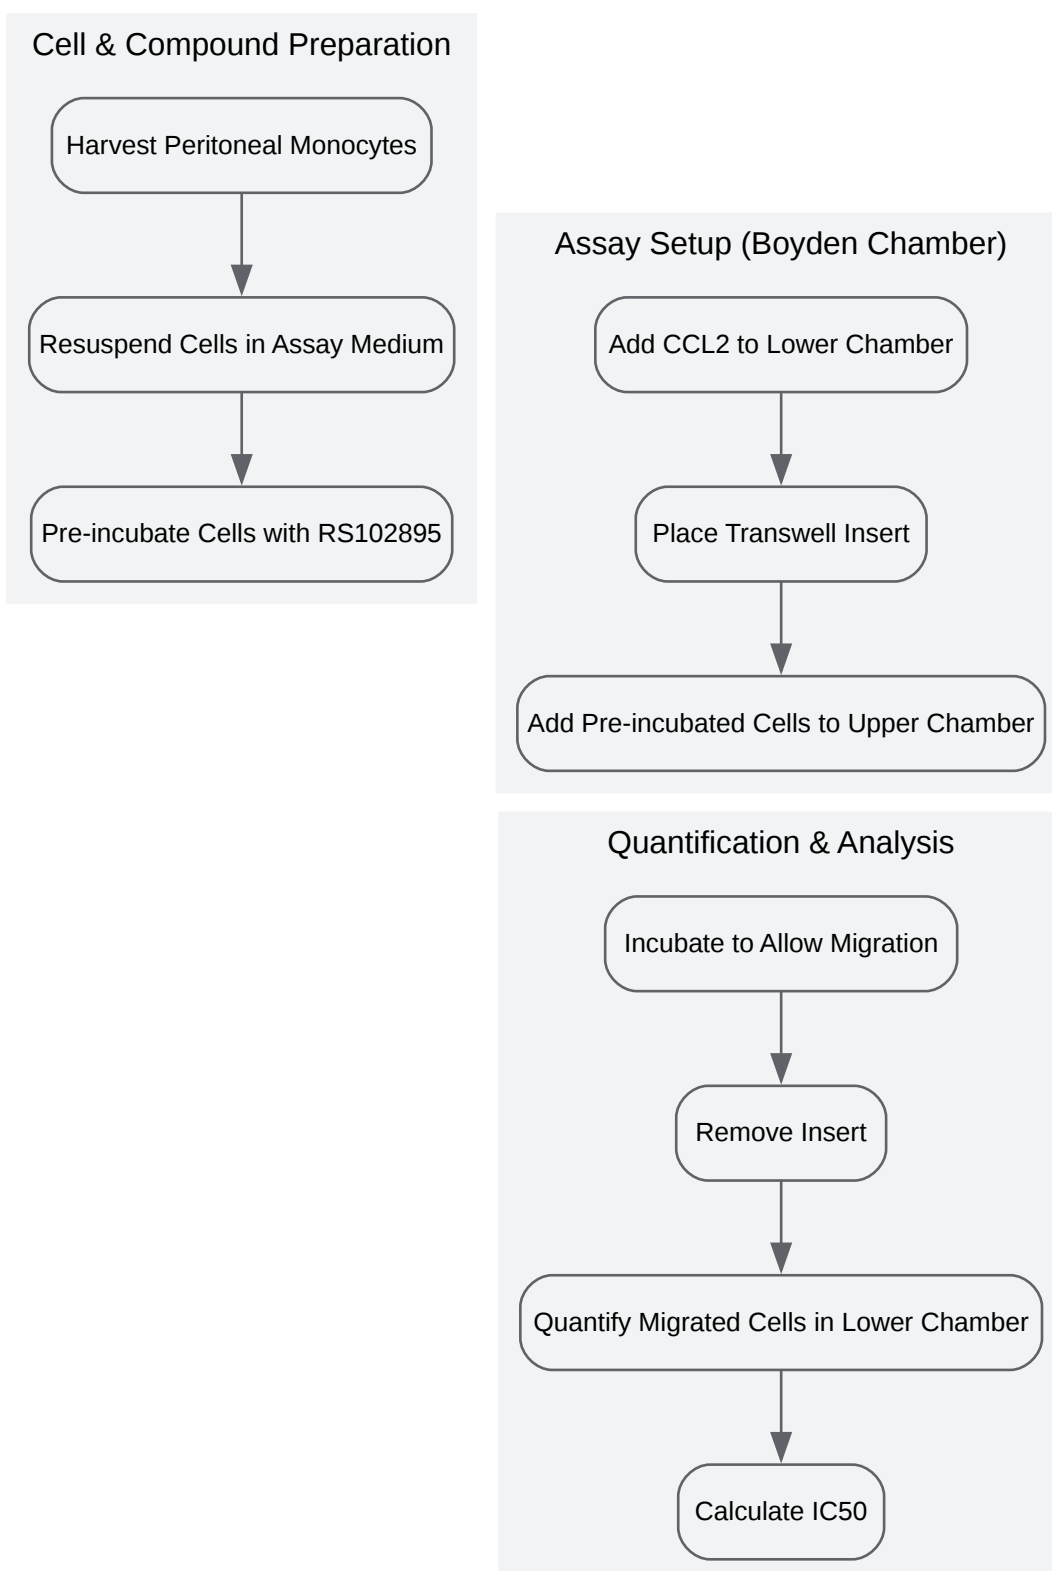 Cell & Compound Preparation
Harvest Peritoneal Monocytes
Resuspend Cells in Assay Medium
Pre-incubate Cells with RS102895
Assay Setup (Boyden Chamber)
Add CCL2 to Lower Chamber
Place Transwell Insert
Add Pre-incubated Cells to Upper Chamber
Quantification & Analysis
Incubate to Allow Migration
Remove Insert
Quantify Migrated Cells in Lower Chamber
Calculate IC50